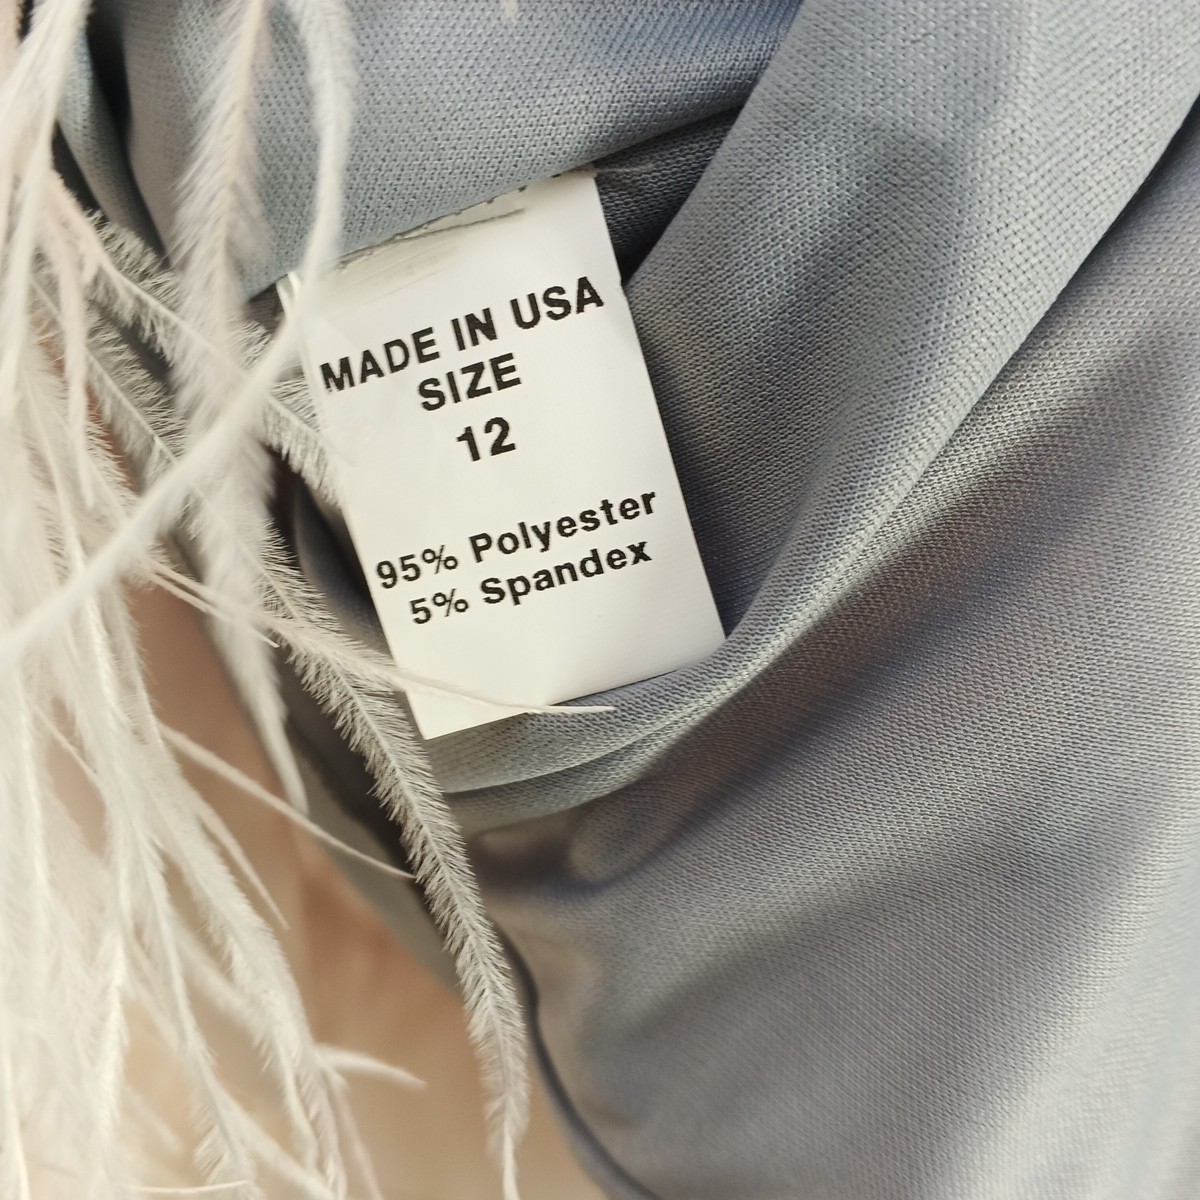 MADE IN USA
SIZE
12
95% Polyester
5% Spandex